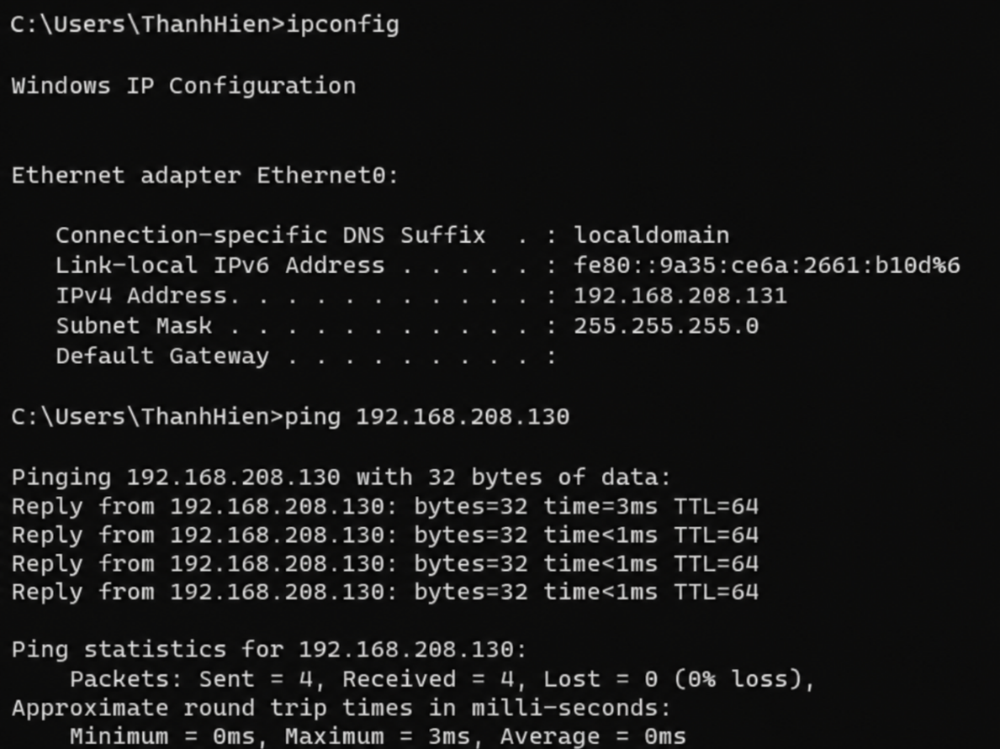 C:\Users\ThanhHien>ipconfig
Windows IP Configuration
Ethernet adapter Ethernet0:
Connection-specific DNS Suffix  . : localdomain
Link-local IPv6 Address . . . . . : fe80::9a35:ce6a:2661:b10d%6
IPv4 Address. . . . . . . . . . . : 192.168.208.131
Subnet Mask . . . . . . . . . . . : 255.255.255.0
Default Gateway . . . . . . . . . :
C:\Users\ThanhHien>ping 192.168.208.130
Pinging 192.168.208.130 with 32 bytes of data:
Reply from 192.168.208.130: bytes=32 time=3ms TTL=64
Reply from 192.168.208.130: bytes=32 time<1ms TTL=64
Reply from 192.168.208.130: bytes=32 time<1ms TTL=64
Reply from 192.168.208.130: bytes=32 time<1ms TTL=64
Ping statistics for 192.168.208.130:
Packets: Sent = 4, Received = 4, Lost = 0 (0% loss),
Approximate round trip times in milli-seconds:
Minimum = 0ms, Maximum = 3ms, Average = 0ms